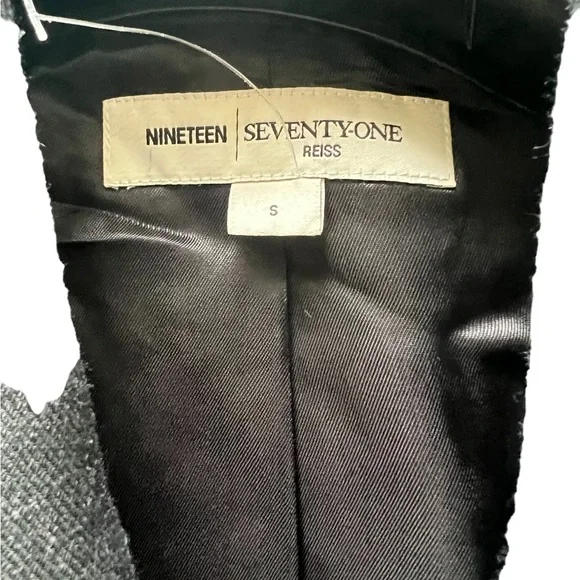 NINETEEN | SEVENTY-ONE
REISS
S